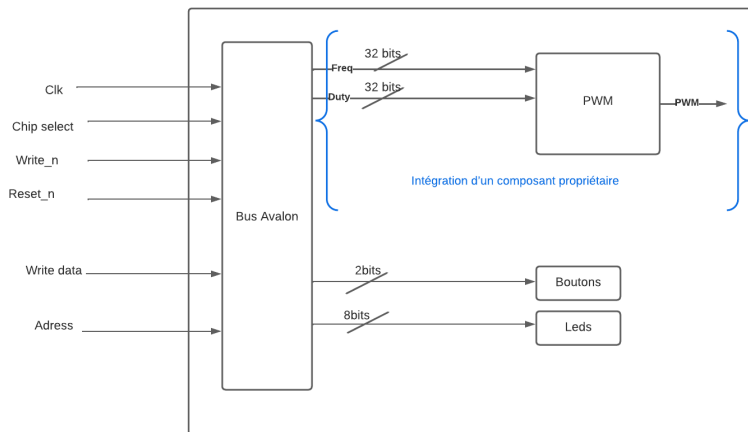 Clk
Chip select
Write_n
Reset_n
Write data
Adress
Bus Avalon
32 bits
Freq
32 bits
Duty
PWM
PWM
Intégration d'un composant propriétaire
2bits
Boutons
8bits
Leds